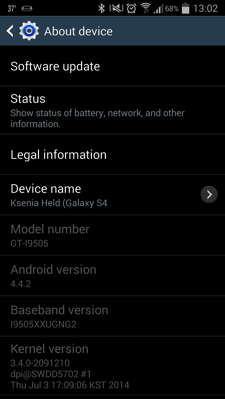 37°
68%
13:02
About device
Software update
Status
Show status of battery, network, and other
information.
Legal information
Device name
Ksenia Held (Galaxy S4
Model number
GT-I9505
Android version
4.4.2
Baseband version
I9505XXUGNG2
Kernel version
3.4.0-2091210
dpi@SWDD5702 #1
Thu Jul 3 17:09:06 KST 2014